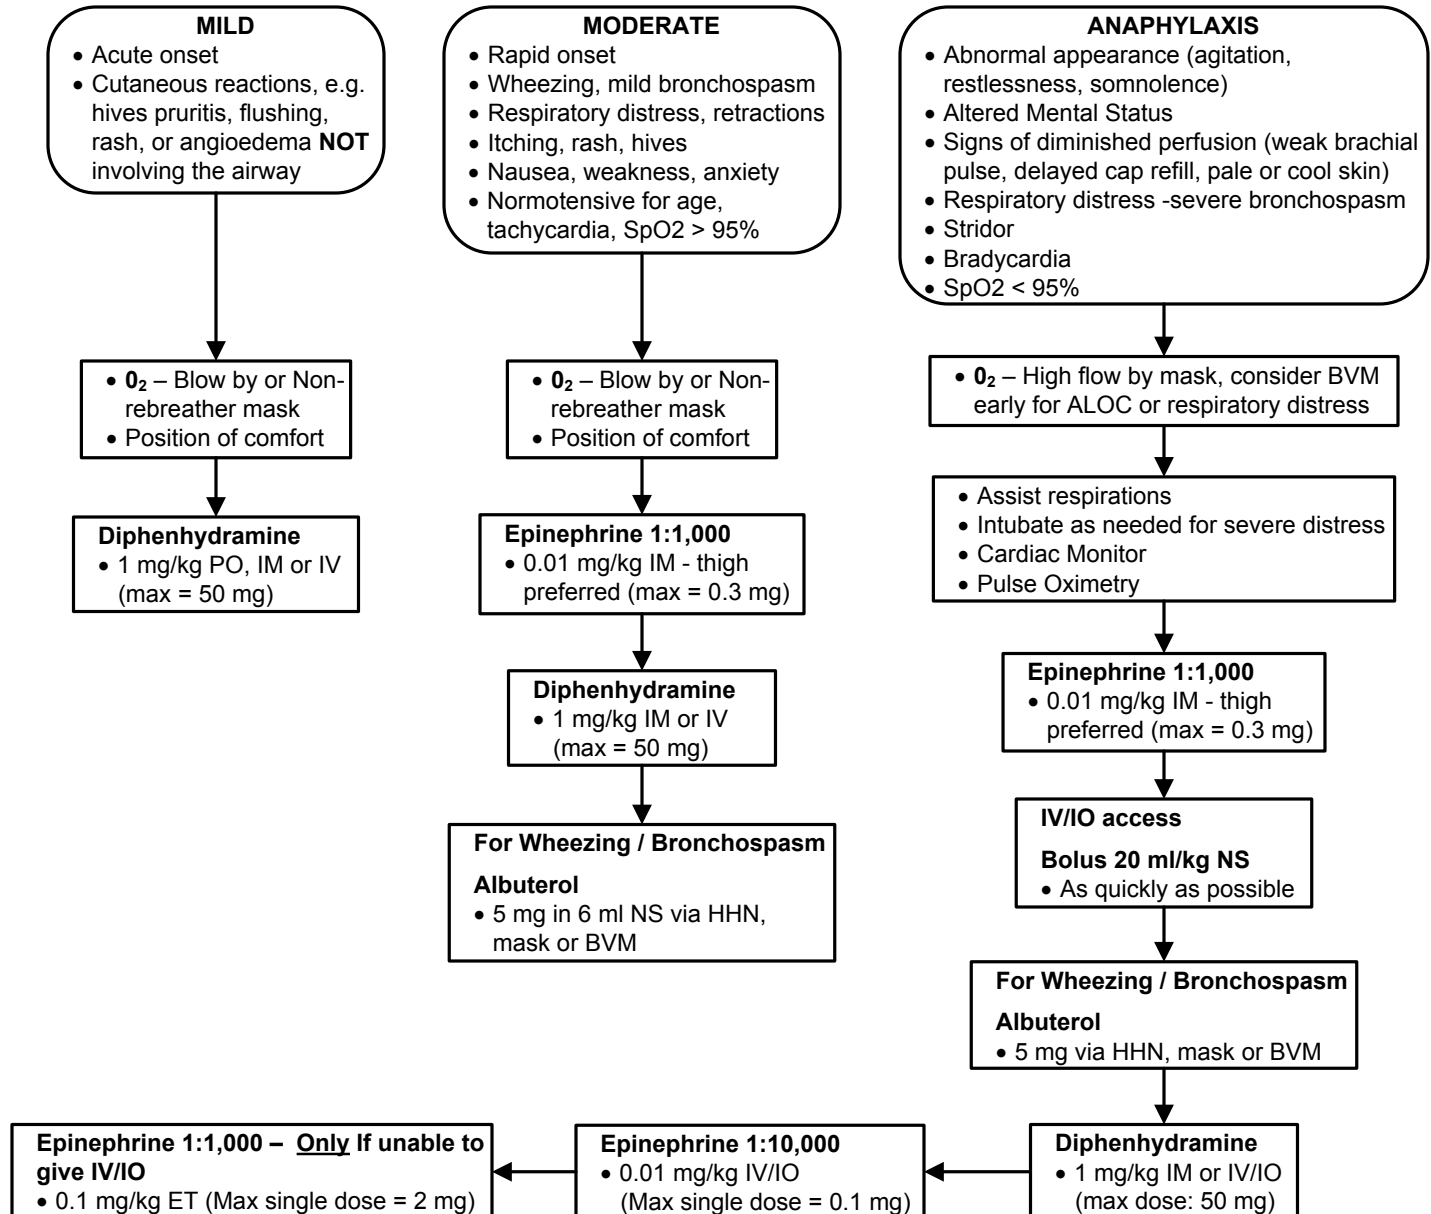 MILD
• Acute onset
• Cutaneous reactions, e.g.
hives pruritis, flushing,
rash, or angioedema NOT
involving the airway
• 0₂ – Blow by or Non-
rebreather mask
• Position of comfort
Diphenhydramine
• 1 mg/kg PO, IM or IV
(max = 50 mg)
MODERATE
• Rapid onset
• Wheezing, mild bronchospasm
• Respiratory distress, retractions
• Itching, rash, hives
• Nausea, weakness, anxiety
• Normotensive for age,
tachycardia, SpO2 > 95%
• 0₂ – Blow by or Non-
rebreather mask
• Position of comfort
Epinephrine 1:1,000
• 0.01 mg/kg IM - thigh
preferred (max = 0.3 mg)
Diphenhydramine
• 1 mg/kg IM or IV
(max = 50 mg)
For Wheezing / Bronchospasm
Albuterol
• 5 mg in 6 ml NS via HHN,
mask or BVM
ANAPHYLAXIS
• Abnormal appearance (agitation,
restlessness, somnolence)
• Altered Mental Status
• Signs of diminished perfusion (weak brachial
pulse, delayed cap refill, pale or cool skin)
• Respiratory distress -severe bronchospasm
• Stridor
• Bradycardia
• SpO2 < 95%
• 0₂ – High flow by mask, consider BVM
early for ALOC or respiratory distress
• Assist respirations
• Intubate as needed for severe distress
• Cardiac Monitor
• Pulse Oximetry
Epinephrine 1:1,000
• 0.01 mg/kg IM - thigh
preferred (max = 0.3 mg)
IV/IO access
Bolus 20 ml/kg NS
• As quickly as possible
For Wheezing / Bronchospasm
Albuterol
• 5 mg via HHN, mask or BVM
Diphenhydramine
• 1 mg/kg IM or IV/IO
(max dose: 50 mg)
Epinephrine 1:10,000
• 0.01 mg/kg IV/IO
(Max single dose = 0.1 mg)
Epinephrine 1:1,000 – Only If unable to
give IV/IO
• 0.1 mg/kg ET (Max single dose = 2 mg)